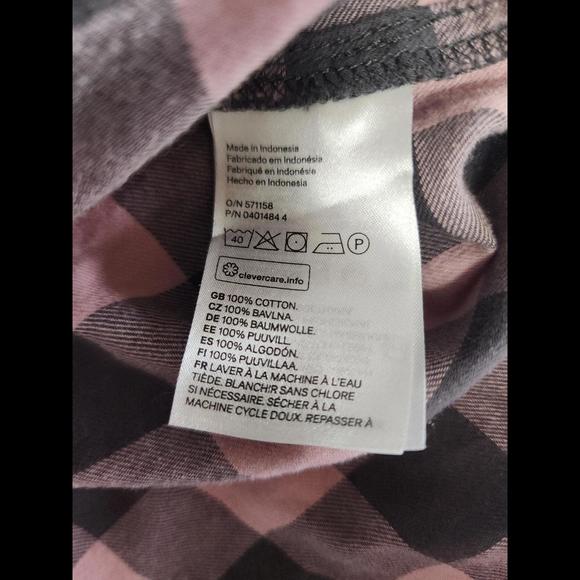 Made in Indonesia
Fabricado em Indonésia
Fabriqué en Indonésie
Hecho en Indonesia
O/N 571158
P/N 0401484 4
40 P
clevercare.info
GB 100% COTTON.
CZ 100% BAVLNA.
DE 100% BAUMWOLLE.
EE 100% PUUVILL.
ES 100% ALGODÓN.
FI 100% PUUVILLAA.
FR LAVER À LA MACHINE À L'EAU
TIÈDE. BLANCHIR SANS CHLORE
SI NÉCESSAIRE. SÉCHER À LA
MACHINE CYCLE DOUX. REPASSER À